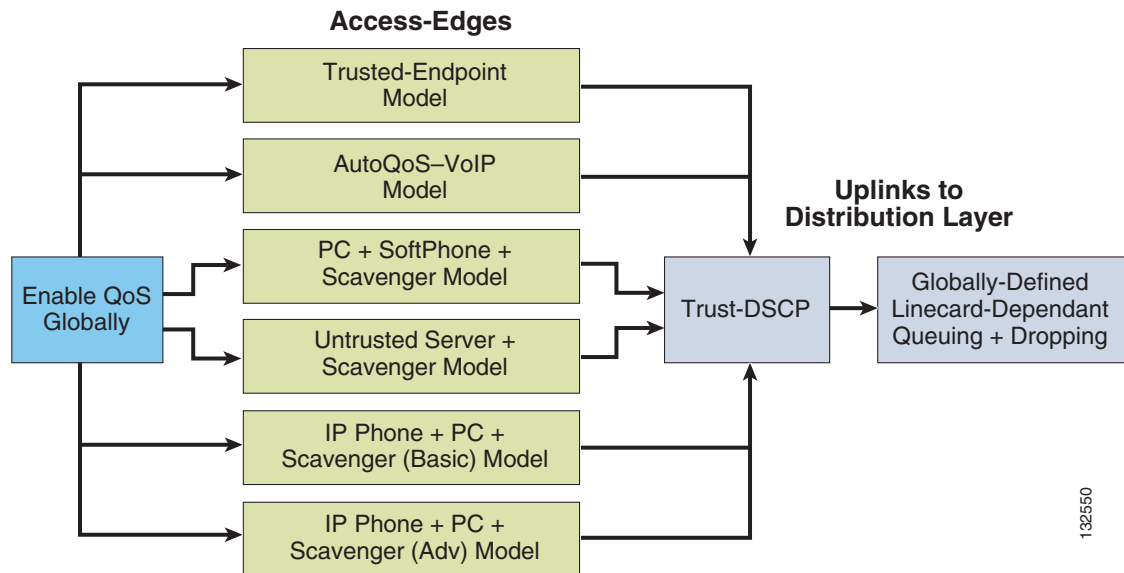 Access-Edges
Trusted-Endpoint
Model
AutoQoS–VoIP
Model
Uplinks to
Distribution Layer
PC + SoftPhone +
Scavenger Model
Enable QoS
Globally
Trust-DSCP
Globally-Defined
Linecard-Dependant
Queuing + Dropping
Untrusted Server +
Scavenger Model
IP Phone + PC +
Scavenger (Basic) Model
IP Phone + PC +
Scavenger (Adv) Model
132550